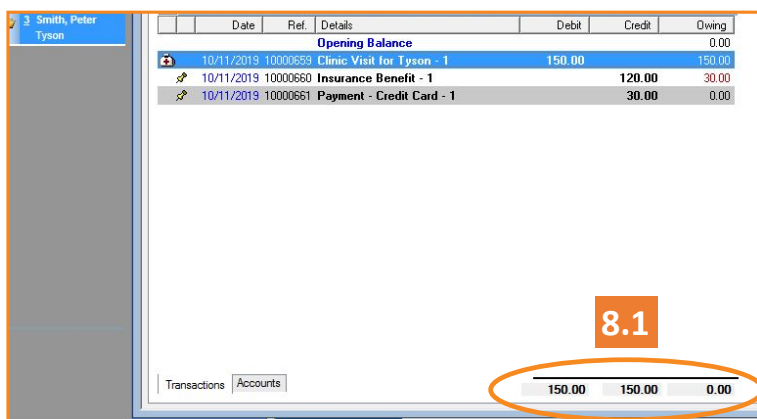 3 Smith, Peter
Tyson
Date Ref. Details Debit Credit Owing
Opening Balance 0.00
10/11/2019 10000659 Clinic Visit for Tyson - 1 150.00 150.00
10/11/2019 10000660 Insurance Benefit - 1 120.00 30.00
10/11/2019 10000661 Payment - Credit Card - 1 30.00 0.00
8.1
Transactions Accounts
150.00 150.00 0.00